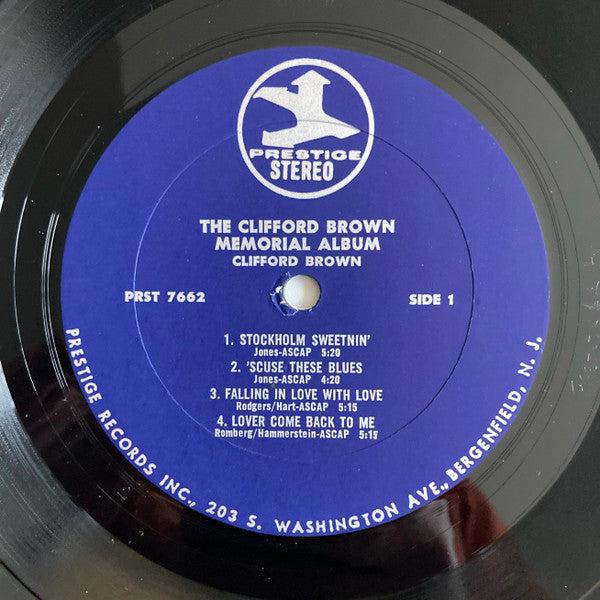 PRESTIGE
STEREO
THE CLIFFORD BROWN
MEMORIAL ALBUM
CLIFFORD BROWN
PRST 7662
SIDE 1
1. STOCKHOLM SWEETNIN'
Jones-ASCAP 5:20
2. 'SCUSE THESE BLUES
Jones-ASCAP 4:20
3. FALLING IN LOVE WITH LOVE
Rodgers/Hart-ASCAP 5:15
4. LOVER COME BACK TO ME
Romberg/Hammerstein-ASCAP 5:15
PRESTIGE RECORDS INC., 203 S. WASHINGTON AVE., BERGENFIELD, N. J.